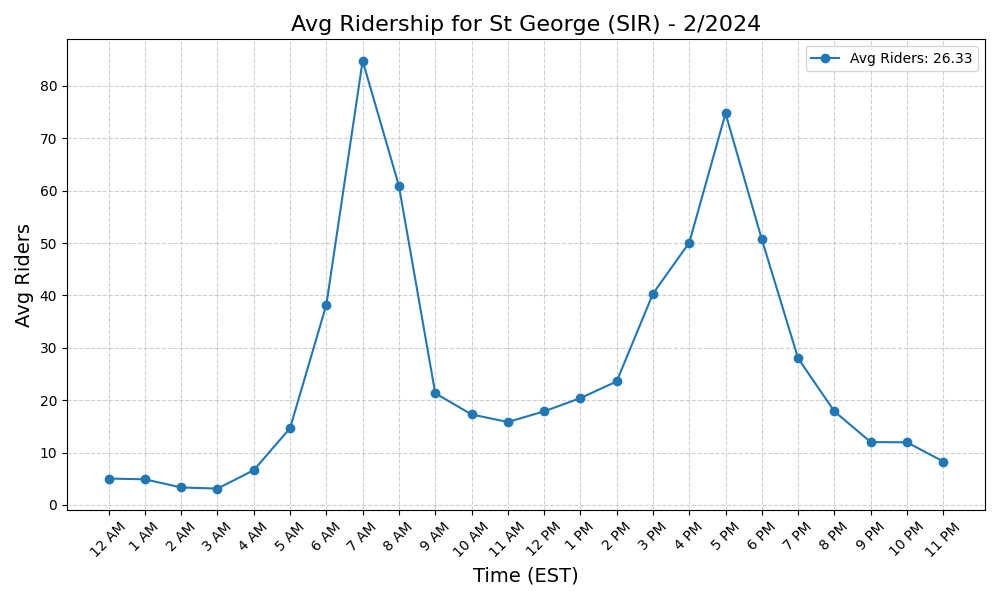 Avg Ridership for St George (SIR) - 2/2024
Avg Riders: 26.33
Avg Riders
80
70
60
50
40
30
20
10
0
12 AM
1 AM
2 AM
3 AM
4 AM
5 AM
6 AM
7 AM
8 AM
9 AM
10 AM
11 AM
12 PM
1 PM
2 PM
3 PM
4 PM
5 PM
6 PM
7 PM
8 PM
9 PM
10 PM
11 PM
Time (EST)